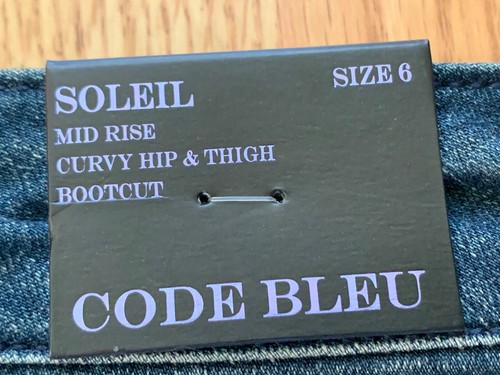 SOLEIL
SIZE 6
MID RISE
CURVY HIP & THIGH
BOOTCUT
CODE BLEU